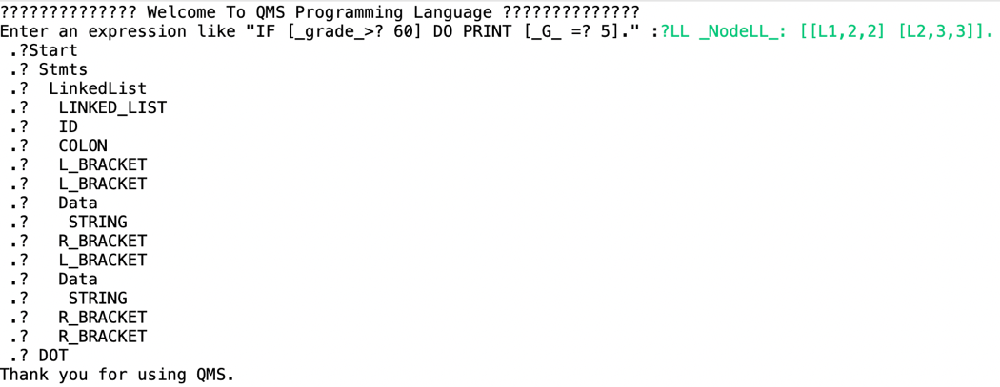 ?????????????? Welcome To QMS Programming Language ??????????????
Enter an expression like "IF [_grade_>? 60] DO PRINT [_G_ =? 5]." :?LL _NodeLL_: [[L1,2,2] [L2,3,3]].
.?Start
.? Stmts
.?  LinkedList
.?   LINKED_LIST
.?   ID
.?   COLON
.?   L_BRACKET
.?   L_BRACKET
.?   Data
.?    STRING
.?   R_BRACKET
.?   L_BRACKET
.?   Data
.?    STRING
.?   R_BRACKET
.?   R_BRACKET
.? DOT
Thank you for using QMS.